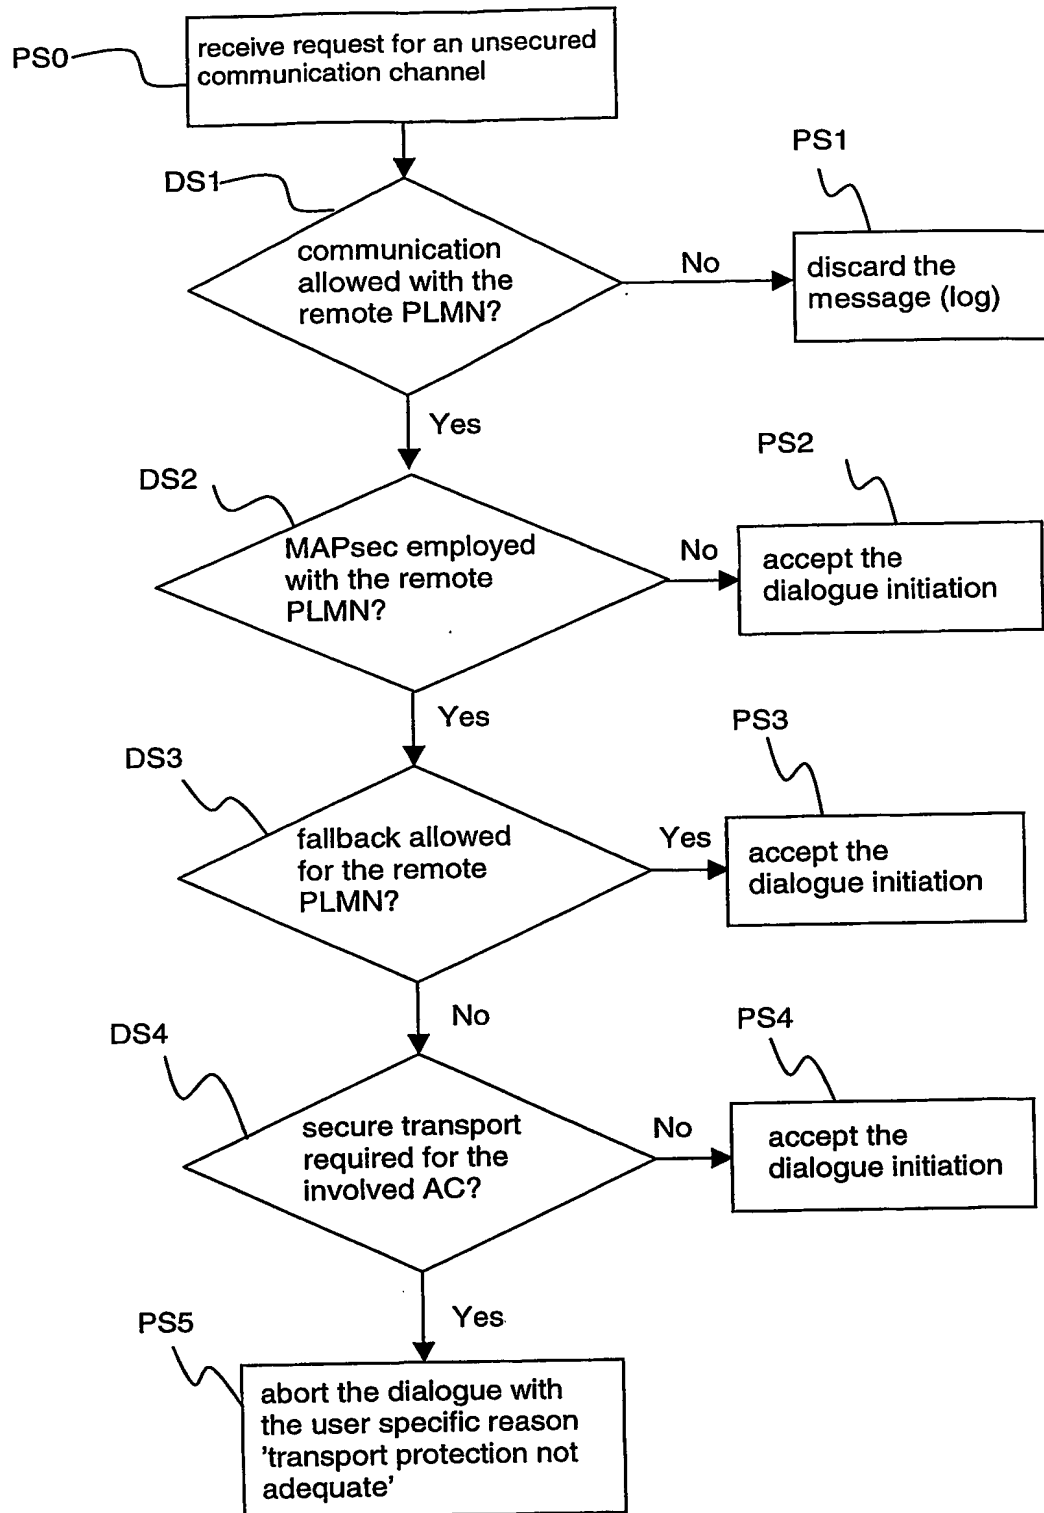 PS0
receive request for an unsecured
communication channel
DS1
PS1
communication
allowed with the
remote PLMN?
No
discard the
message (log)
Yes
DS2
PS2
MAPsec employed
with the remote
PLMN?
No
accept the
dialogue initiation
Yes
DS3
PS3
fallback allowed
for the remote
PLMN?
Yes
accept the
dialogue initiation
No
DS4
PS4
secure transport
required for the
involved AC?
No
accept the
dialogue initiation
Yes
PS5
abort the dialogue with
the user specific reason
'transport protection not
adequate'